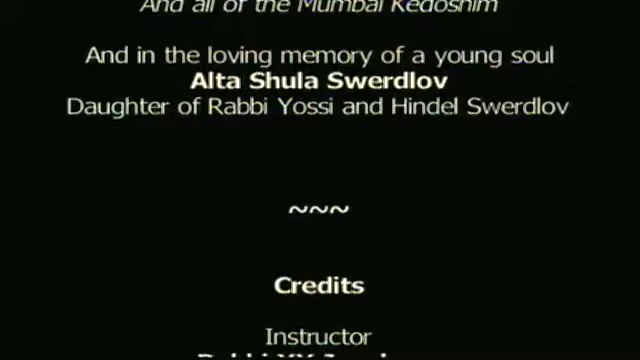 And all of the Mumbai Kedoshim
And in the loving memory of a young soul
Alta Shula Swerdlov
Daughter of Rabbi Yossi and Hindel Swerdlov
~~~
Credits
Instructor
Rabbi